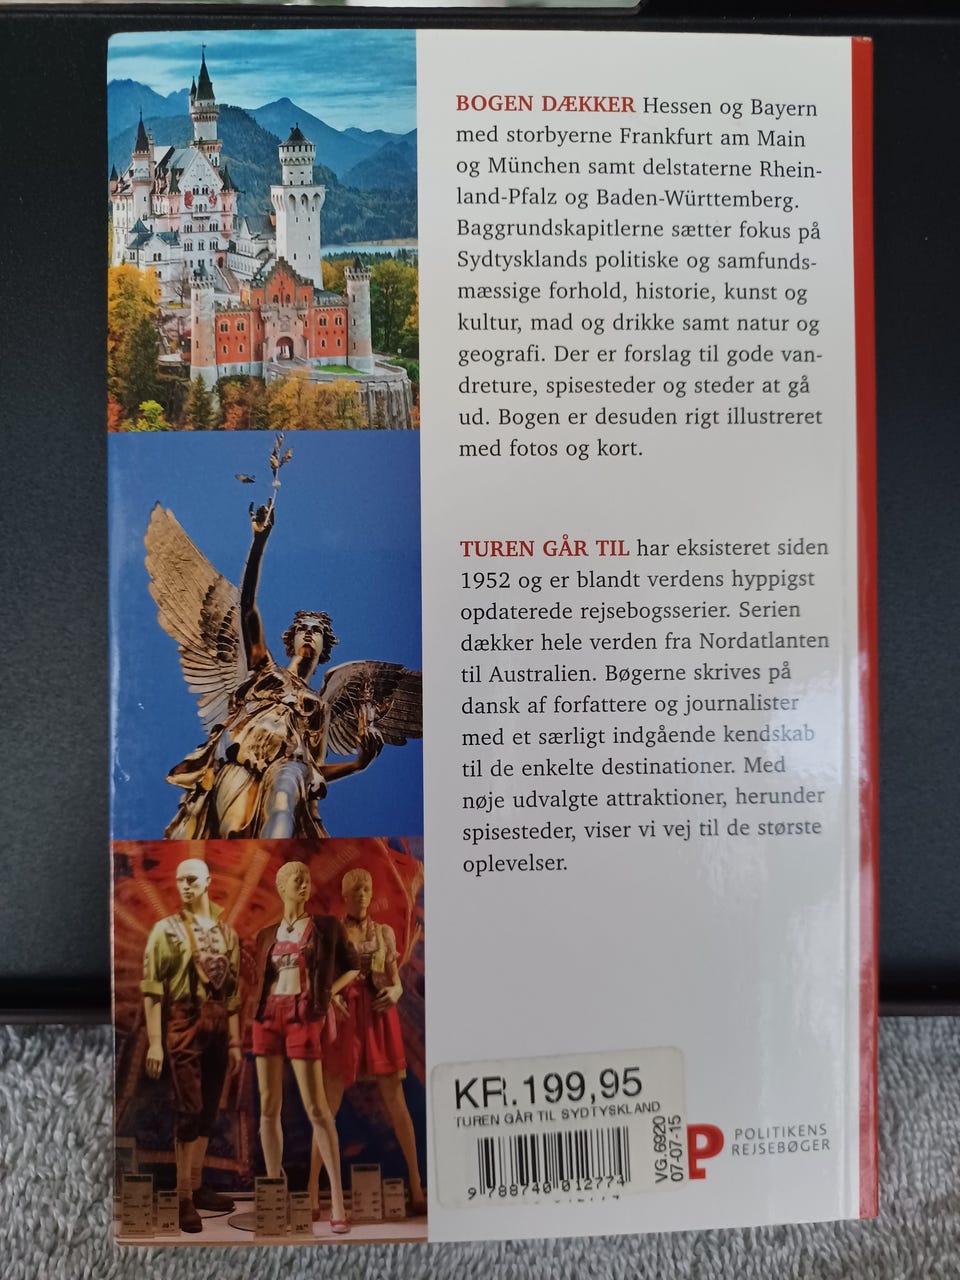 BOGEN DÆKKER Hessen og Bayern
med storbyerne Frankfurt am Main
og München samt delstaterne Rhein-
land-Pfalz og Baden-Württemberg.
Baggrundskapitlerne sætter fokus på
Sydtysklands politiske og samfunds-
mæssige forhold, historie, kunst og
kultur, mad og drikke samt natur og
geografi. Der er forslag til gode van-
dreture, spisesteder og steder at gå
ud. Bogen er desuden rigt illustreret
med fotos og kort.
TUREN GÅR TIL har eksisteret siden
1952 og er blandt verdens hyppigst
opdaterede rejsebogsserier. Serien
dækker hele verden fra Nordatlanten
til Australien. Bøgerne skrives på
dansk af forfattere og journalister
med et særligt indgående kendskab
til de enkelte destinationer. Med
nøje udvalgte attraktioner, herunder
spisesteder, viser vi vej til de største
oplevelser.
KR.199,95
TUREN GÅR TIL SYDTYSKLAND
9 788740 012774
VG.6920
07-07-15
P
POLITIKENS
REJSEBØGER